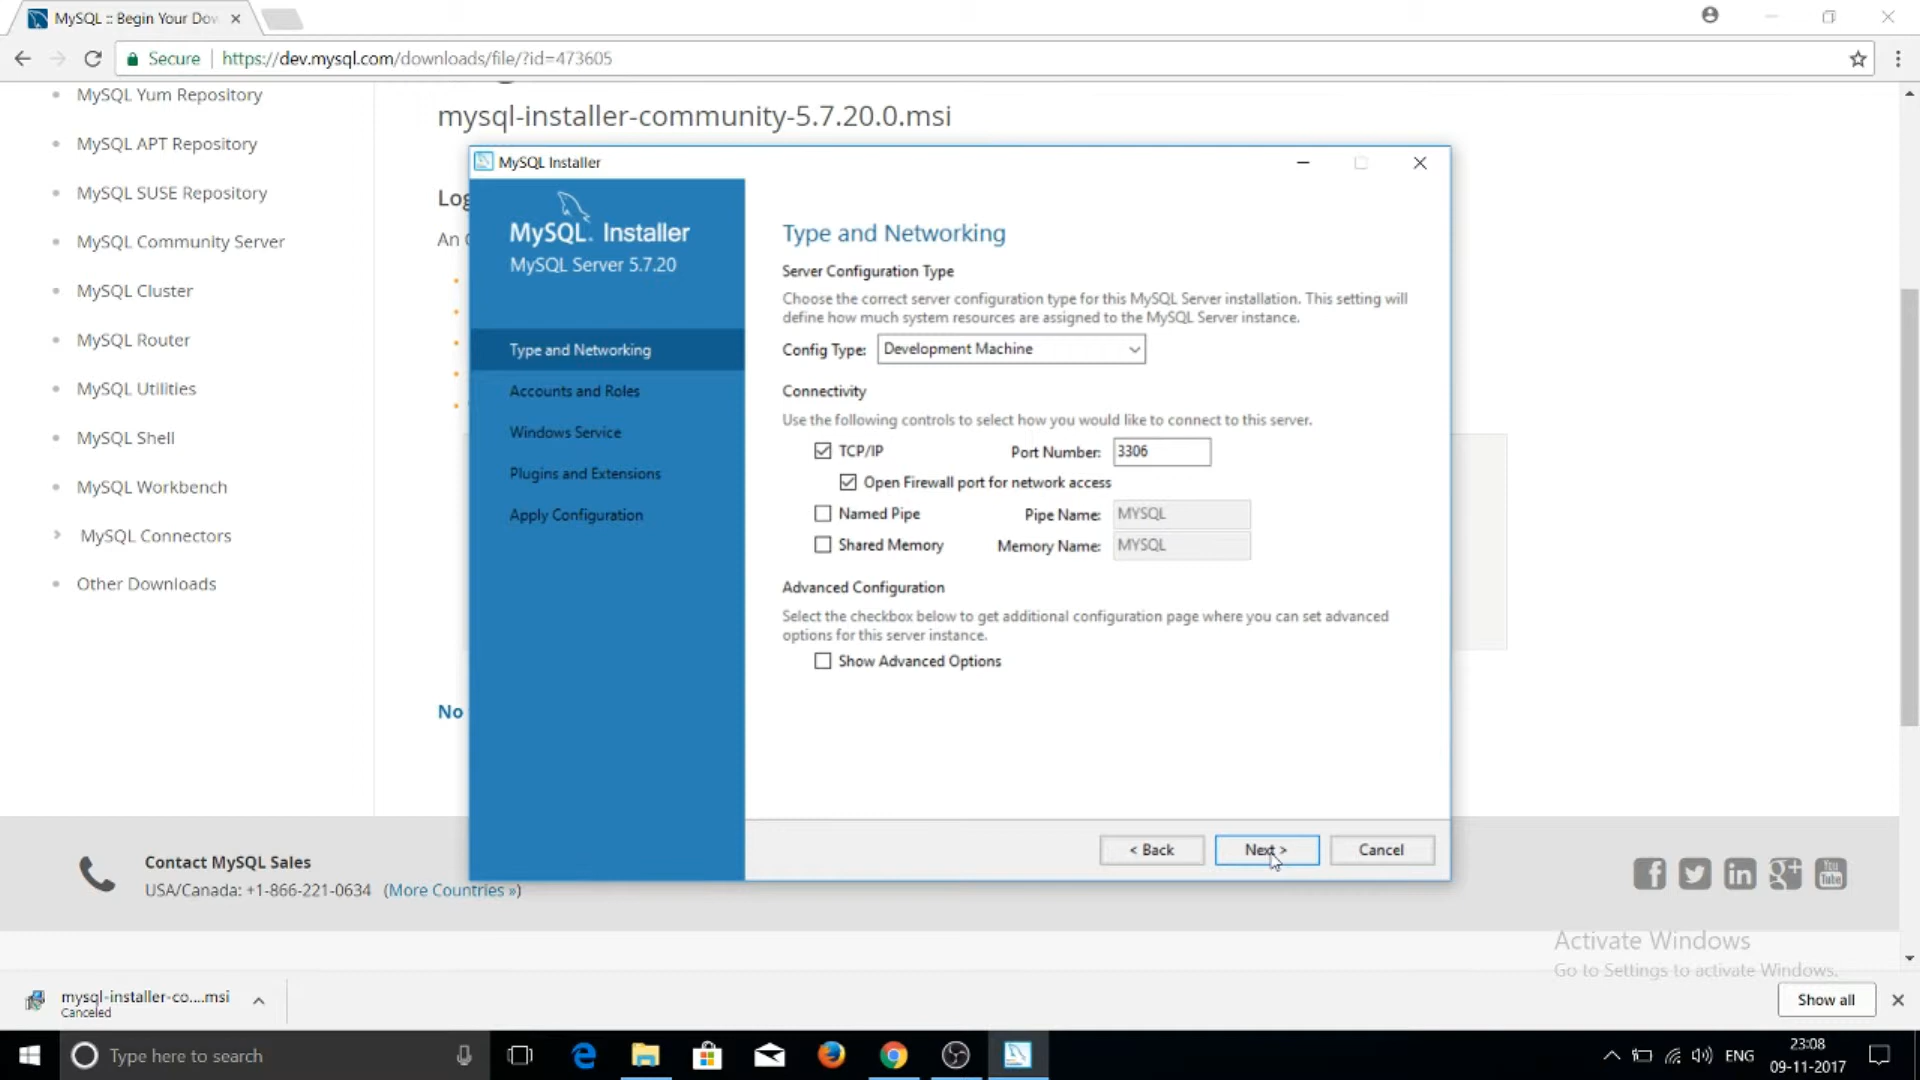 MySQL :: Begin Your Dow
Secure
https://dev.mysql.com/downloads/file/?id=473605
MySQL Yum Repository
MySQL APT Repository
MySQL SUSE Repository
MySQL Community Server
MySQL Cluster
MySQL Router
MySQL Utilities
MySQL Shell
MySQL Workbench
MySQL Connectors
Other Downloads
mysql-installer-community-5.7.20.0.msi
Log
An O
No
MySQL Installer
MySQL. Installer
MySQL Server 5.7.20
Type and Networking
Accounts and Roles
Windows Service
Plugins and Extensions
Apply Configuration
Type and Networking
Server Configuration Type
Choose the correct server configuration type for this MySQL Server installation. This setting will
define how much system resources are assigned to the MySQL Server instance.
Config Type: Development Machine
Connectivity
Use the following controls to select how you would like to connect to this server.
TCP/IP Port Number: 3306
Open Firewall port for network access
Named Pipe Pipe Name: MYSQL
Shared Memory Memory Name: MYSQL
Advanced Configuration
Select the checkbox below to get additional configuration page where you can set advanced
options for this server instance.
Show Advanced Options
< Back Next > Cancel
Contact MySQL Sales
USA/Canada: +1-866-221-0634 (More Countries »)
You
Tube
Activate Windows
Go to Settings to activate Windows.
mysql-installer-co....msi
Canceled
Show all
Type here to search
ENG
23:08
09-11-2017